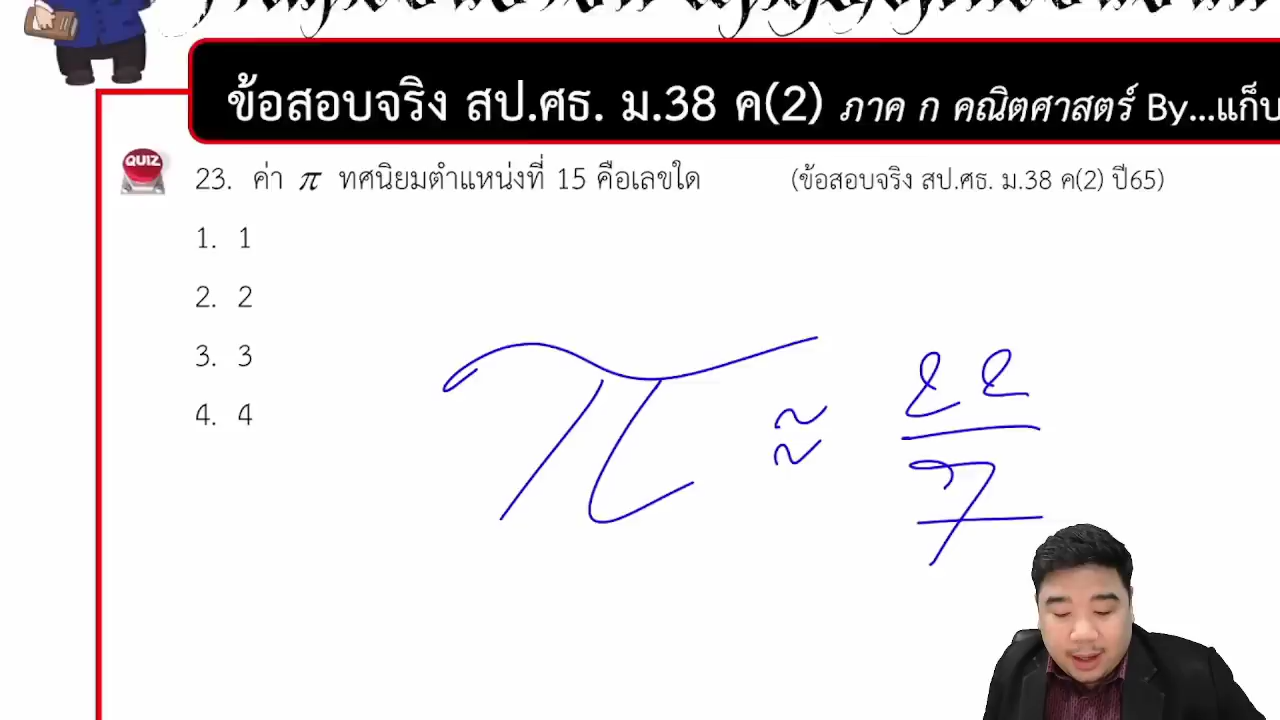 ข้อสอบจริง สป.ศธ. ม.38 ค(2) ภาค ก คณิตศาสตร์ By...แก็บ
QUIZ
23. ค่า π ทศนิยมตำแหน่งที่ 15 คือเลขใด (ข้อสอบจริง สป.ศธ. ม.38 ค(2) ปี65)
1. 1
2. 2
3. 3
4. 4
π ≈ 22/7